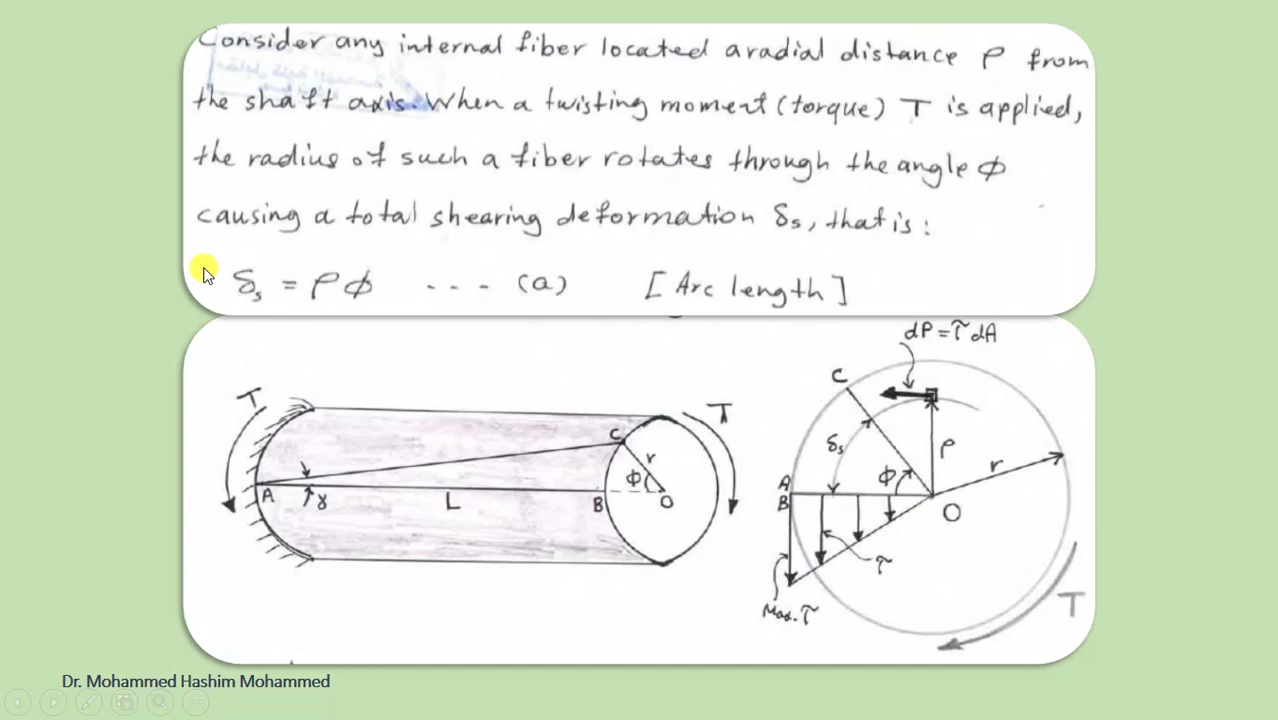 Consider any internal fiber located aradial distance ρ from
the shaft axis. When a twisting moment (torque) T is applied,
the radius of such a fiber rotates through the angle φ
causing a total shearing deformation δs, that is:
δs = ρφ --- (a) [Arc length]
T
T
C
r
φ
A
γ
L
B
O
dP = τdA
C
δs
ρ
φ
r
A
B
O
τ
Max.τ
T
Dr. Mohammed Hashim Mohammed